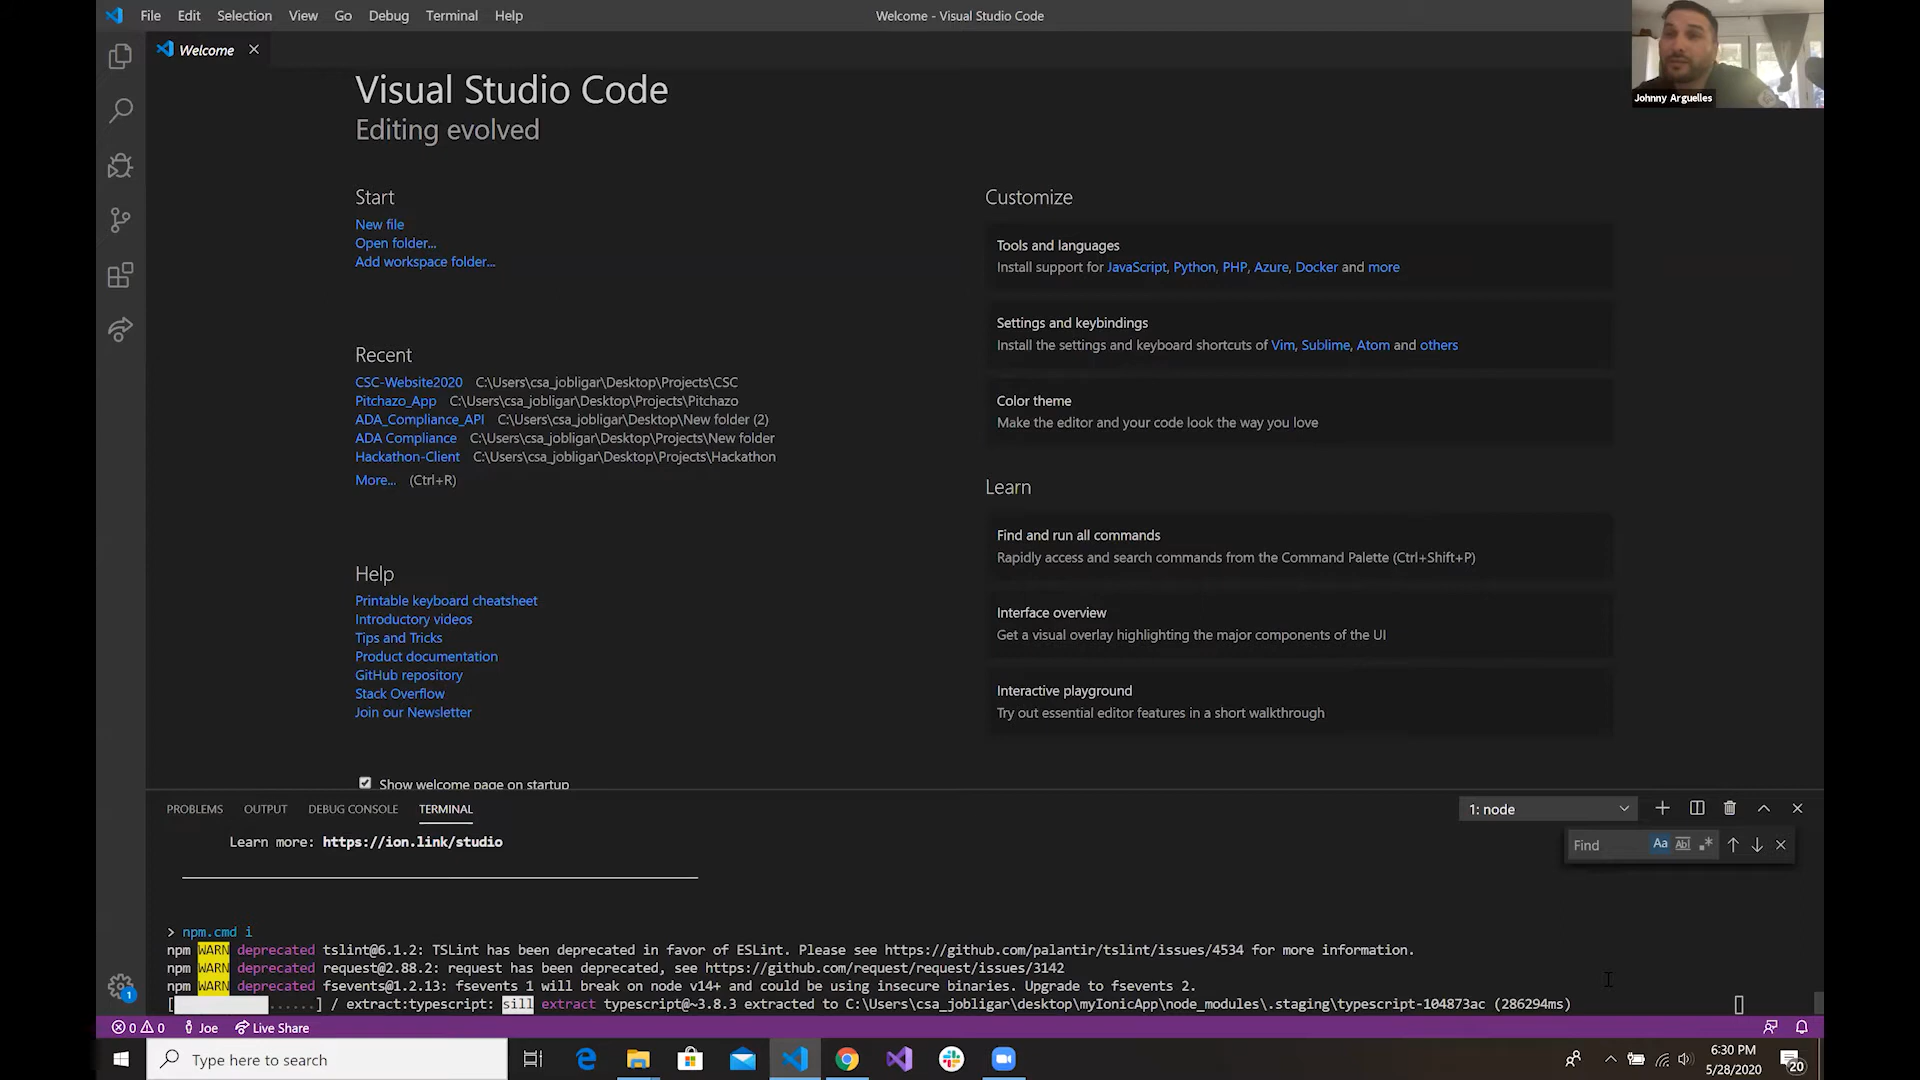 File Edit Selection View Go Debug Terminal Help
Welcome - Visual Studio Code
Johnny Arguelles
Welcome
Visual Studio Code
Editing evolved
Start
New file
Open folder...
Add workspace folder...
Recent
CSC-Website2020 C:\Users\csa_jobligar\Desktop\Projects\CSC
Pitchazo_App C:\Users\csa_jobligar\Desktop\Projects\Pitchazo
ADA_Compliance_API C:\Users\csa_jobligar\Desktop\New folder (2)
ADA Compliance C:\Users\csa_jobligar\Desktop\Projects\New folder
Hackathon-Client C:\Users\csa_jobligar\Desktop\Projects\Hackathon
More... (Ctrl+R)
Help
Printable keyboard cheatsheet
Introductory videos
Tips and Tricks
Product documentation
GitHub repository
Stack Overflow
Join our Newsletter
Show welcome page on startup
Customize
Tools and languages
Install support for JavaScript, Python, PHP, Azure, Docker and more
Settings and keybindings
Install the settings and keyboard shortcuts of Vim, Sublime, Atom and others
Color theme
Make the editor and your code look the way you love
Learn
Find and run all commands
Rapidly access and search commands from the Command Palette (Ctrl+Shift+P)
Interface overview
Get a visual overlay highlighting the major components of the UI
Interactive playground
Try out essential editor features in a short walkthrough
PROBLEMS OUTPUT DEBUG CONSOLE TERMINAL
1: node
Find Aa Abl .*
Learn more: https://ion.link/studio
> npm.cmd i
npm WARN deprecated tslint@6.1.2: TSLint has been deprecated in favor of ESLint. Please see https://github.com/palantir/tslint/issues/4534 for more information.
npm WARN deprecated request@2.88.2: request has been deprecated, see https://github.com/request/request/issues/3142
npm WARN deprecated fsevents@1.2.13: fsevents 1 will break on node v14+ and could be using insecure binaries. Upgrade to fsevents 2.
[ ......] / extract:typescript: sill extract typescript@~3.8.3 extracted to C:\Users\csa_jobligar\desktop\myIonicApp\node_modules\.staging\typescript-104873ac (286294ms)
1
0 0 Joe Live Share
Type here to search
6:30 PM
5/28/2020
20